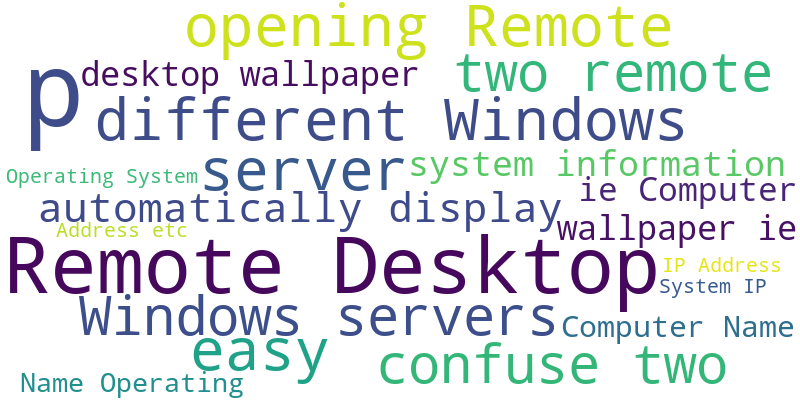 opening Remote
p
desktop wallpaper
two remote
different Windows
server
system information
Operating System
ie Computer
automatically display
Address etc
wallpaper ie
Remote Desktop
IP Address
System IP
Windows servers
Computer Name
easy
confuse two
Name Operating